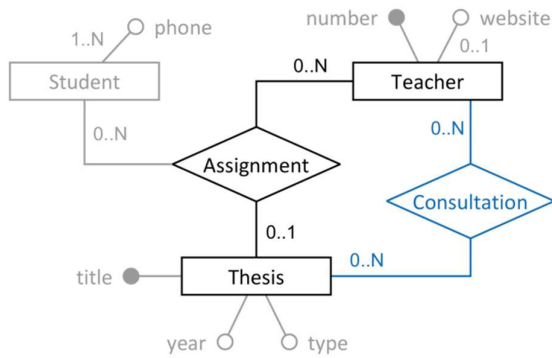 number
website
1..N
phone
0..1
0..N
Student
Teacher
0..N
0..N
Assignment
Consultation
0..1
0..N
title
Thesis
year
type